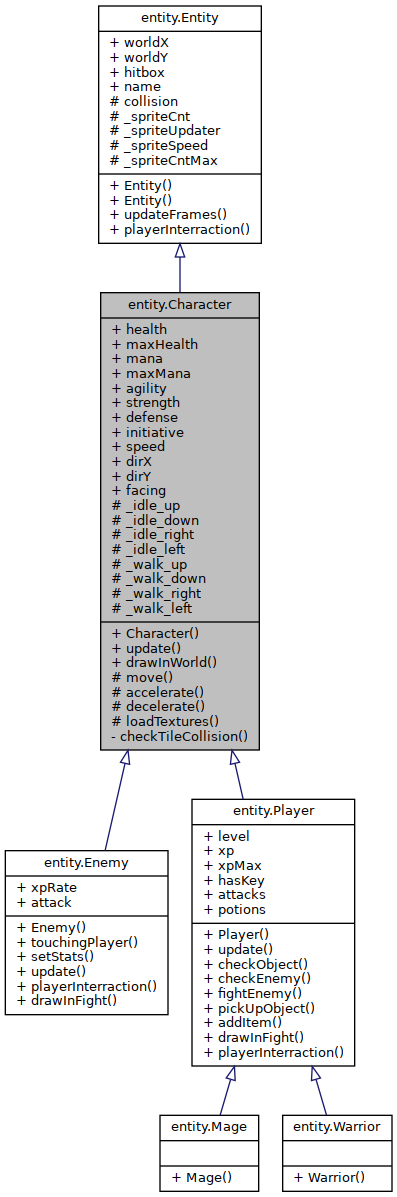 entity.Entity
+ worldX
+ worldY
+ hitbox
+ name
# collision
# _spriteCnt
# _spriteUpdater
# _spriteSpeed
# _spriteCntMax
+ Entity()
+ Entity()
+ updateFrames()
+ playerInterraction()
entity.Character
+ health
+ maxHealth
+ mana
+ maxMana
+ agility
+ strength
+ defense
+ initiative
+ speed
+ dirX
+ dirY
+ facing
# _idle_up
# _idle_down
# _idle_right
# _idle_left
# _walk_up
# _walk_down
# _walk_right
# _walk_left
+ Character()
+ update()
+ drawInWorld()
# move()
# accelerate()
# decelerate()
# loadTextures()
- checkTileCollision()
entity.Enemy
+ xpRate
+ attack
+ Enemy()
+ touchingPlayer()
+ setStats()
+ update()
+ playerInterraction()
+ drawInFight()
entity.Player
+ level
+ xp
+ xpMax
+ hasKey
+ attacks
+ potions
+ Player()
+ update()
+ checkObject()
+ checkEnemy()
+ fightEnemy()
+ pickUpObject()
+ addItem()
+ drawInFight()
+ playerInterraction()
entity.Mage
+ Mage()
entity.Warrior
+ Warrior()